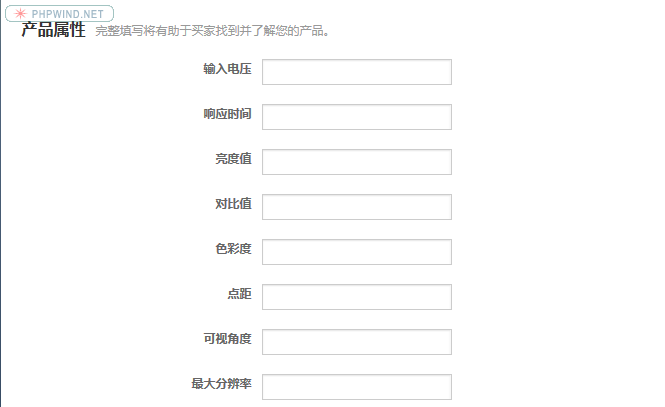 PHPWIND.NET
产品属性 完整填写将有助于买家找到并了解您的产品。
输入电压
响应时间
亮度值
对比值
色彩度
点距
可视角度
最大分辨率